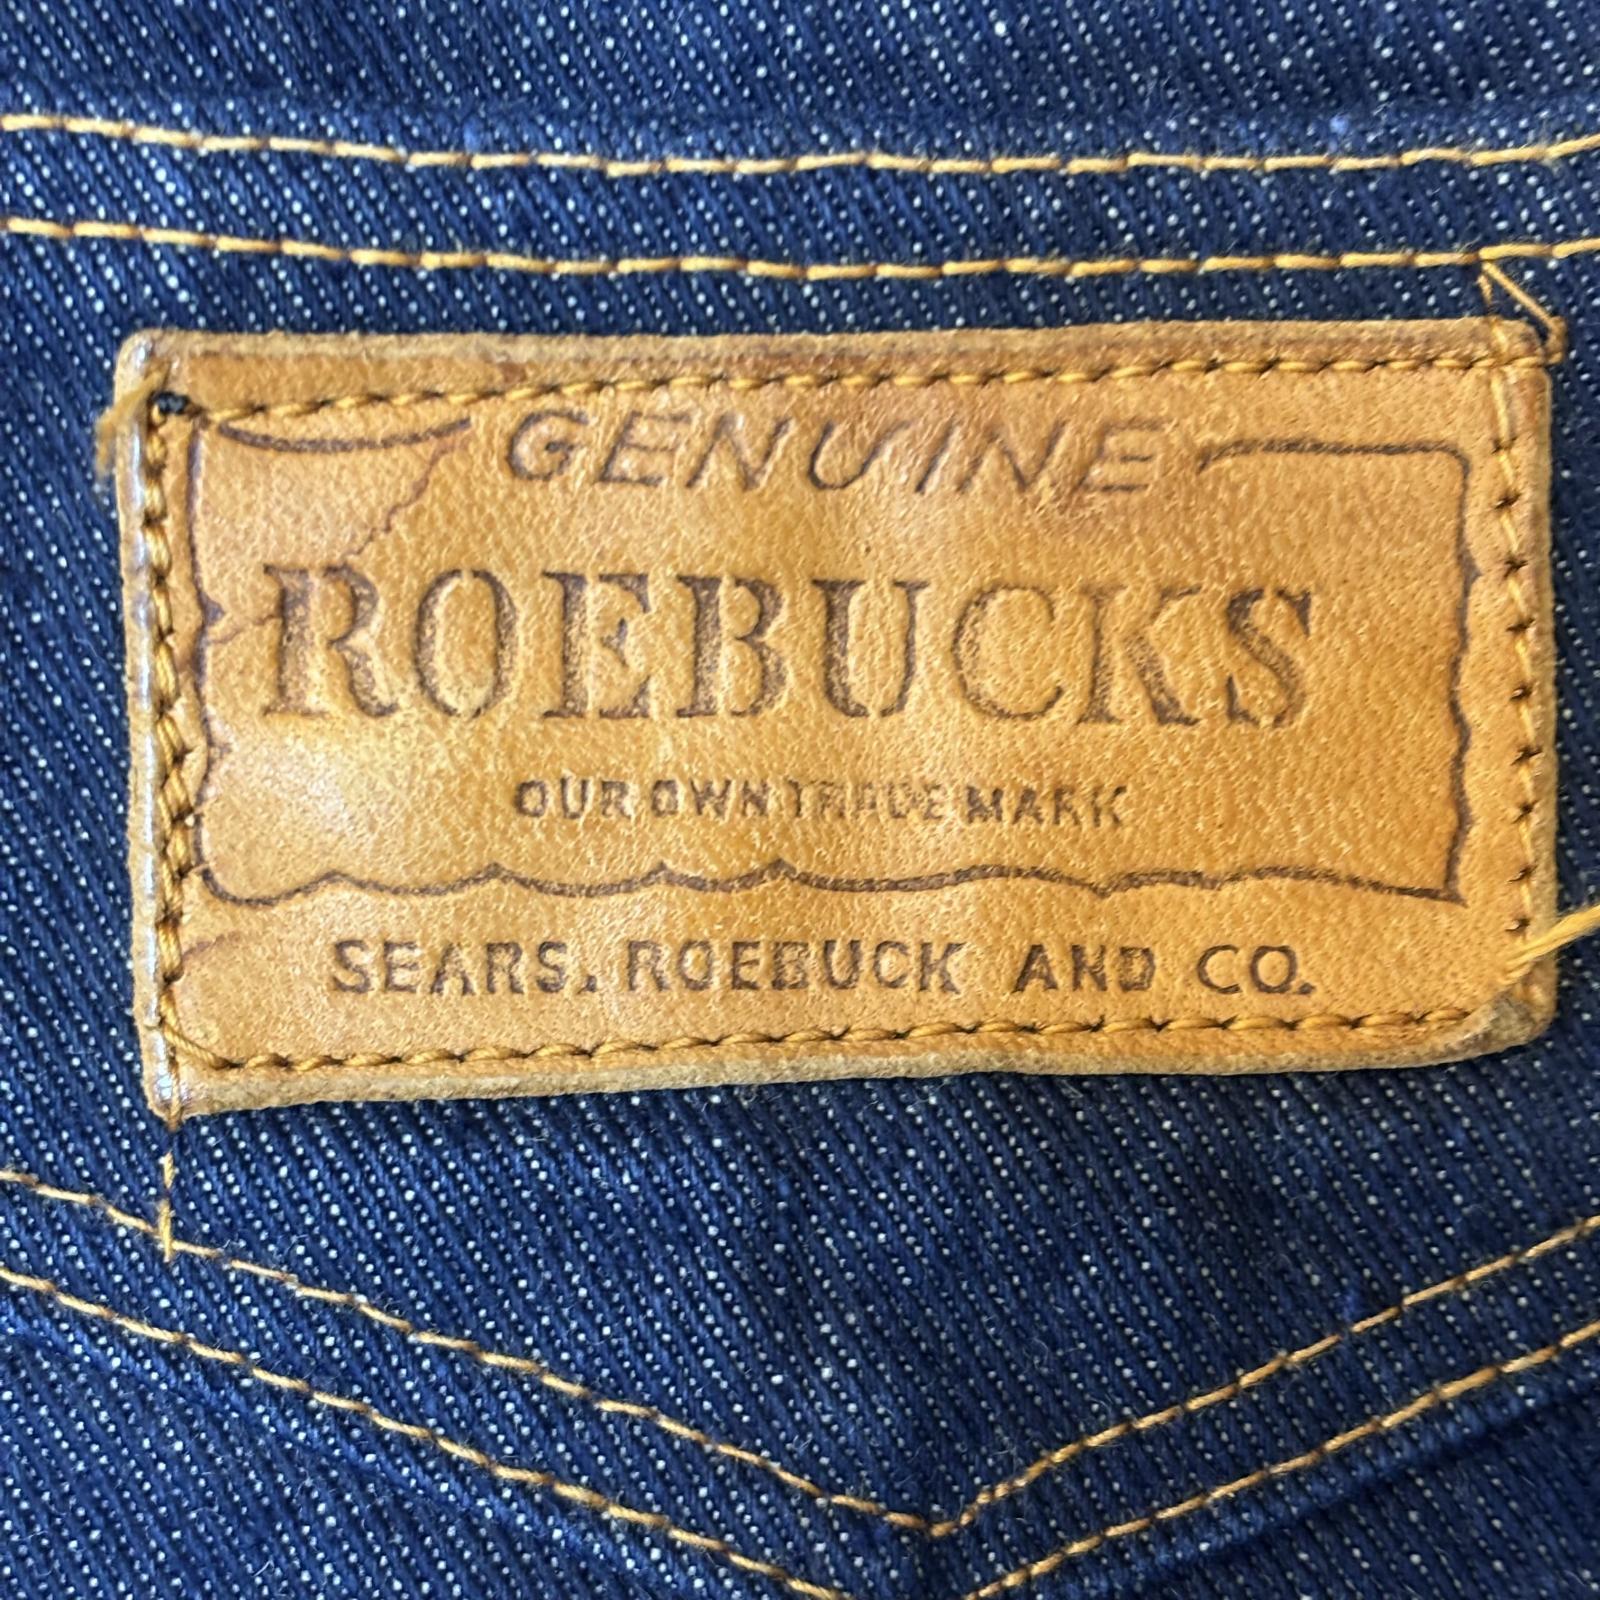 GENUINE
ROEBUCKS
OUR OWN TRADE MARK
SEARS, ROEBUCK AND CO.